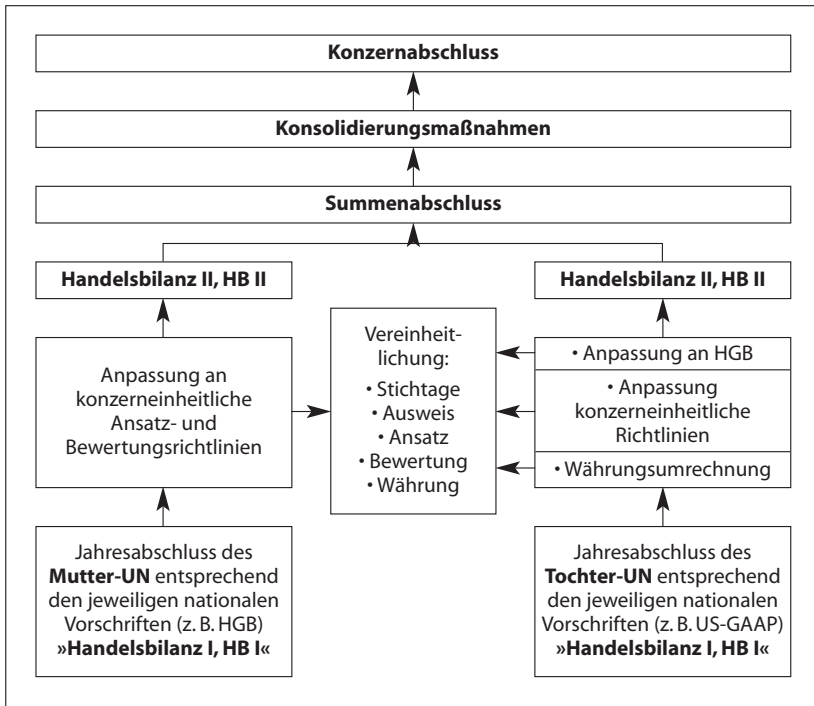 Konzernabschluss
Konsolidierungsmaßnahmen
Summenabschluss
Handelsbilanz II, HB II
Handelsbilanz II, HB II
Anpassung an
konzerneinheitliche
Ansatz- und
Bewertungsrichtlinien
Vereinheit-
lichung:
• Stichtage
• Ausweis
• Ansatz
• Bewertung
• Währung
• Anpassung an HGB
• Anpassung
konzerneinheitliche
Richtlinien
• Währungsumrechnung
Jahresabschluss des
Mutter-UN entsprechend
den jeweiligen nationalen
Vorschriften (z. B. HGB)
»Handelsbilanz I, HB I«
Jahresabschluss des
Tochter-UN entsprechend
den jeweiligen nationalen
Vorschriften (z. B. US-GAAP)
»Handelsbilanz I, HB I«